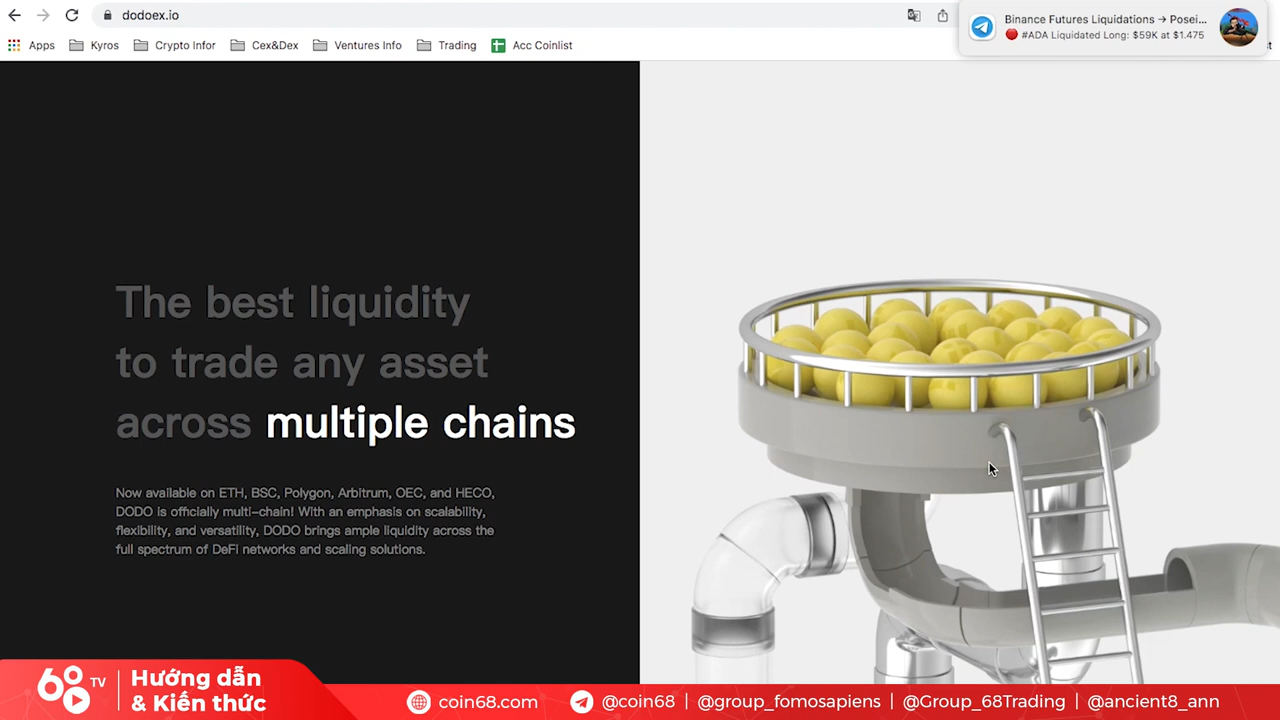 dodoex.io
Binance Futures Liquidations → Posei...
#ADA Liquidated Long: $59K at $1.475
Apps
Kyros
Crypto Infor
Cex&Dex
Ventures Info
Trading
Acc Coinlist
The best liquidity
to trade any asset
across multiple chains
Now available on ETH, BSC, Polygon, Arbitrum, OEC, and HECO,
DODO is officially multi-chain! With an emphasis on scalability,
flexibility, and versatility, DODO brings ample liquidity across the
full spectrum of DeFi networks and scaling solutions.
68 TV
Hướng dẫn
& Kiến thức
coin68.com
@coin68 | @group_fomosapiens | @Group_68Trading | @ancient8_ann